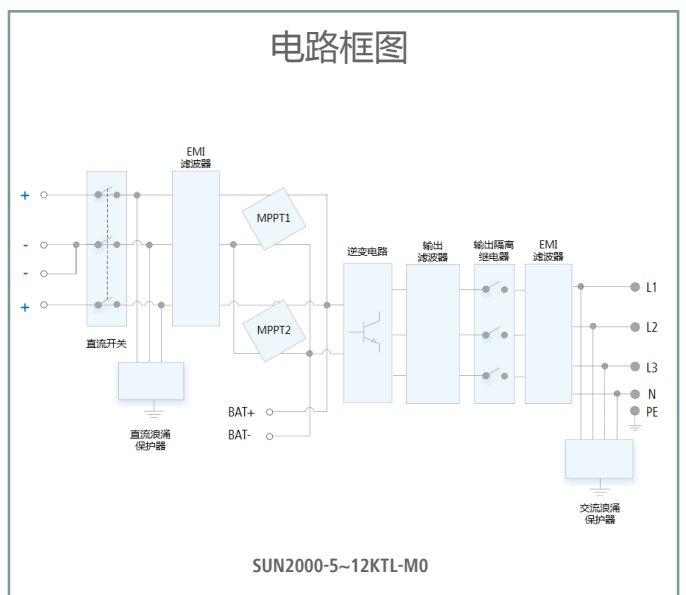 电路框图
EMI
滤波器
+
-
-
+
MPPT1
MPPT2
直流开关
直流浪涌
保护器
BAT+
BAT-
逆变电路
输出
滤波器
输出隔离
继电器
EMI
滤波器
L1
L2
L3
N
PE
交流浪涌
保护器
SUN2000-5~12KTL-M0